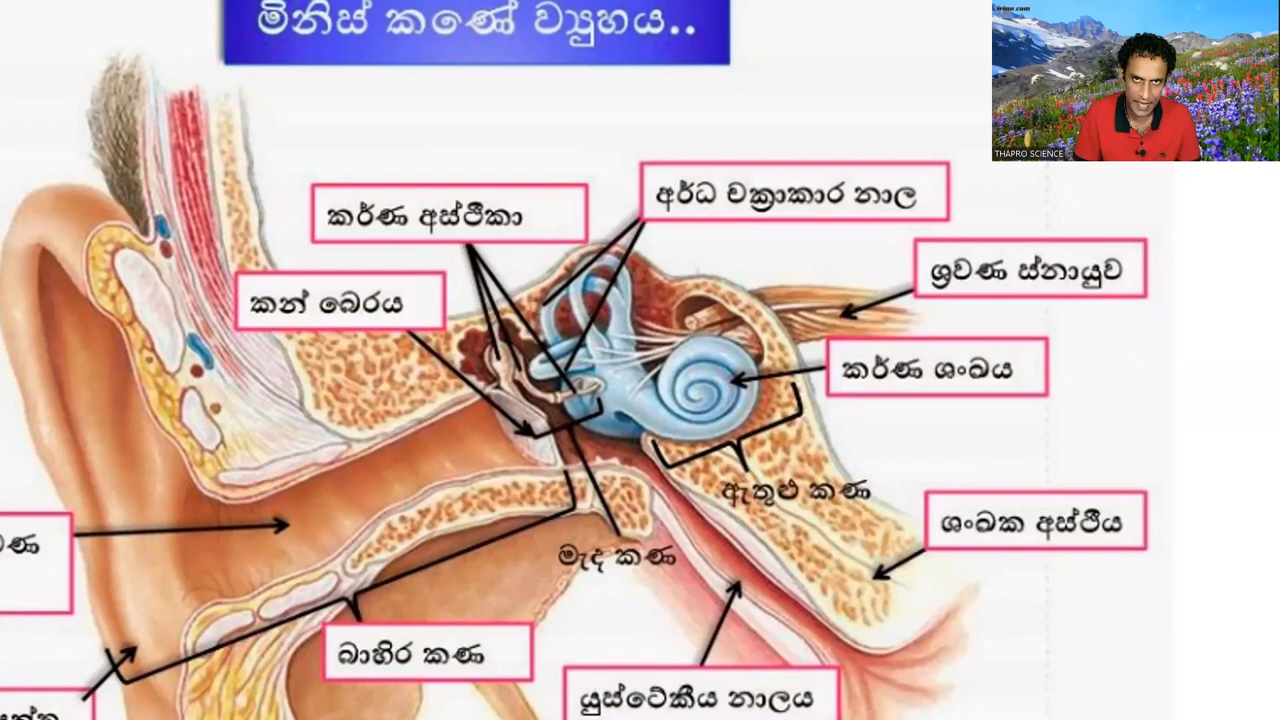 මිනිස් කණේ ව්‍යුහය..
THAPRO SCIENCE
අර්ධ චක්‍රාකාර නාල
කර්ණ අස්ථිකා
ශ්‍රවණ ස්නායුව
කන් බෙරය
කර්ණ ශංඛය
ඇතුළු කණ
ශංඛක අස්ථිය
මැද කණ
බාහිර කණ
යුස්ටේකීය නාලය